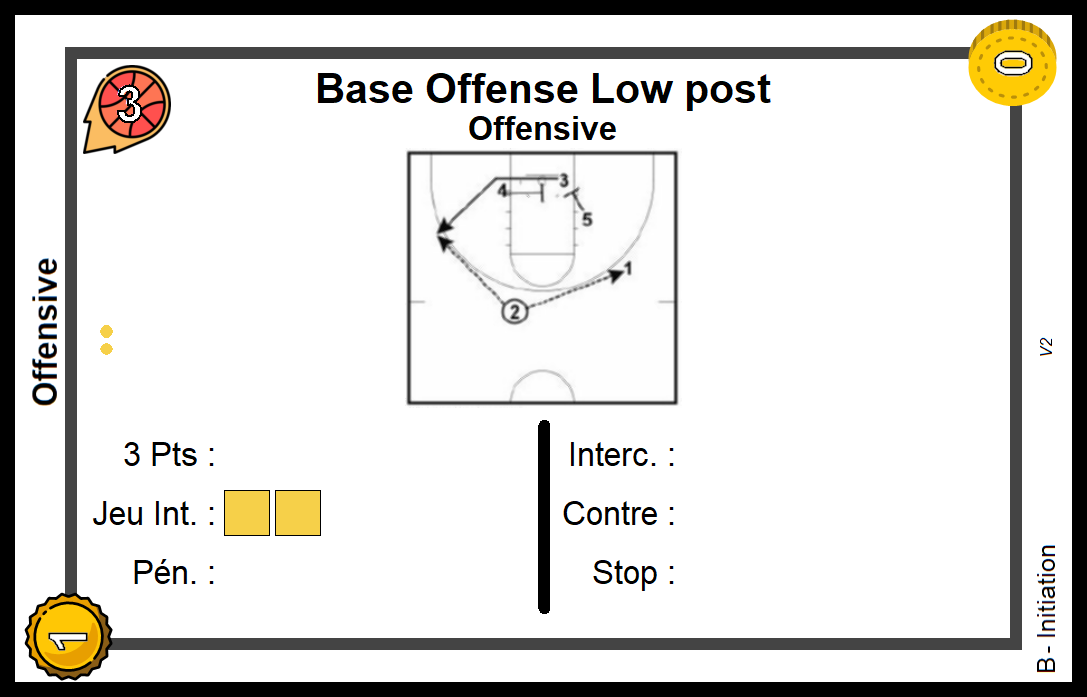 0
3
Base Offense Low post
Offensive
3
4
5
1
2
Offensive
V2
3 Pts :
Interc. :
Jeu Int. :
Contre :
Pén. :
Stop :
B - Initiation
1